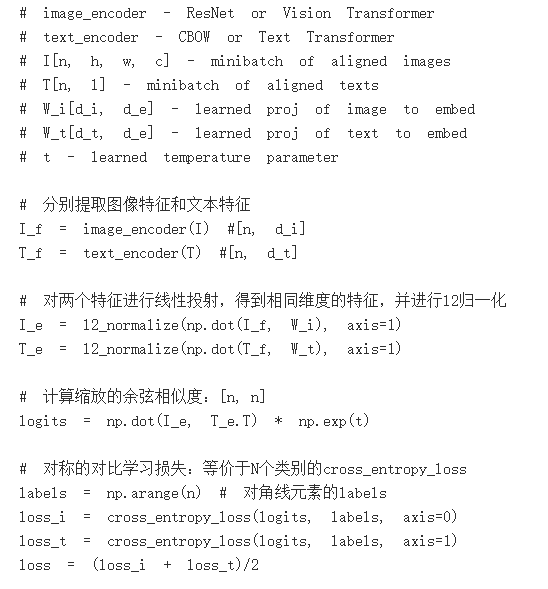 # image_encoder - ResNet or Vision Transformer
# text_encoder - CBOW or Text Transformer
# I[n, h, w, c] - minibatch of aligned images
# T[n, l] - minibatch of aligned texts
# W_i[d_i, d_e] - learned proj of image to embed
# W_t[d_t, d_e] - learned proj of text to embed
# t - learned temperature parameter
# 分别提取图像特征和文本特征
I_f = image_encoder(I) #[n, d_i]
T_f = text_encoder(T) #[n, d_t]
# 对两个特征进行线性投射，得到相同维度的特征，并进行l2归一化
I_e = l2_normalize(np.dot(I_f, W_i), axis=1)
T_e = l2_normalize(np.dot(T_f, W_t), axis=1)
# 计算缩放的余弦相似度：[n, n]
logits = np.dot(I_e, T_e.T) * np.exp(t)
# 对称的对比学习损失：等价于N个类别的cross_entropy_loss
labels = np.arange(n) # 对角线元素的labels
loss_i = cross_entropy_loss(logits, labels, axis=0)
loss_t = cross_entropy_loss(logits, labels, axis=1)
loss = (loss_i + loss_t)/2